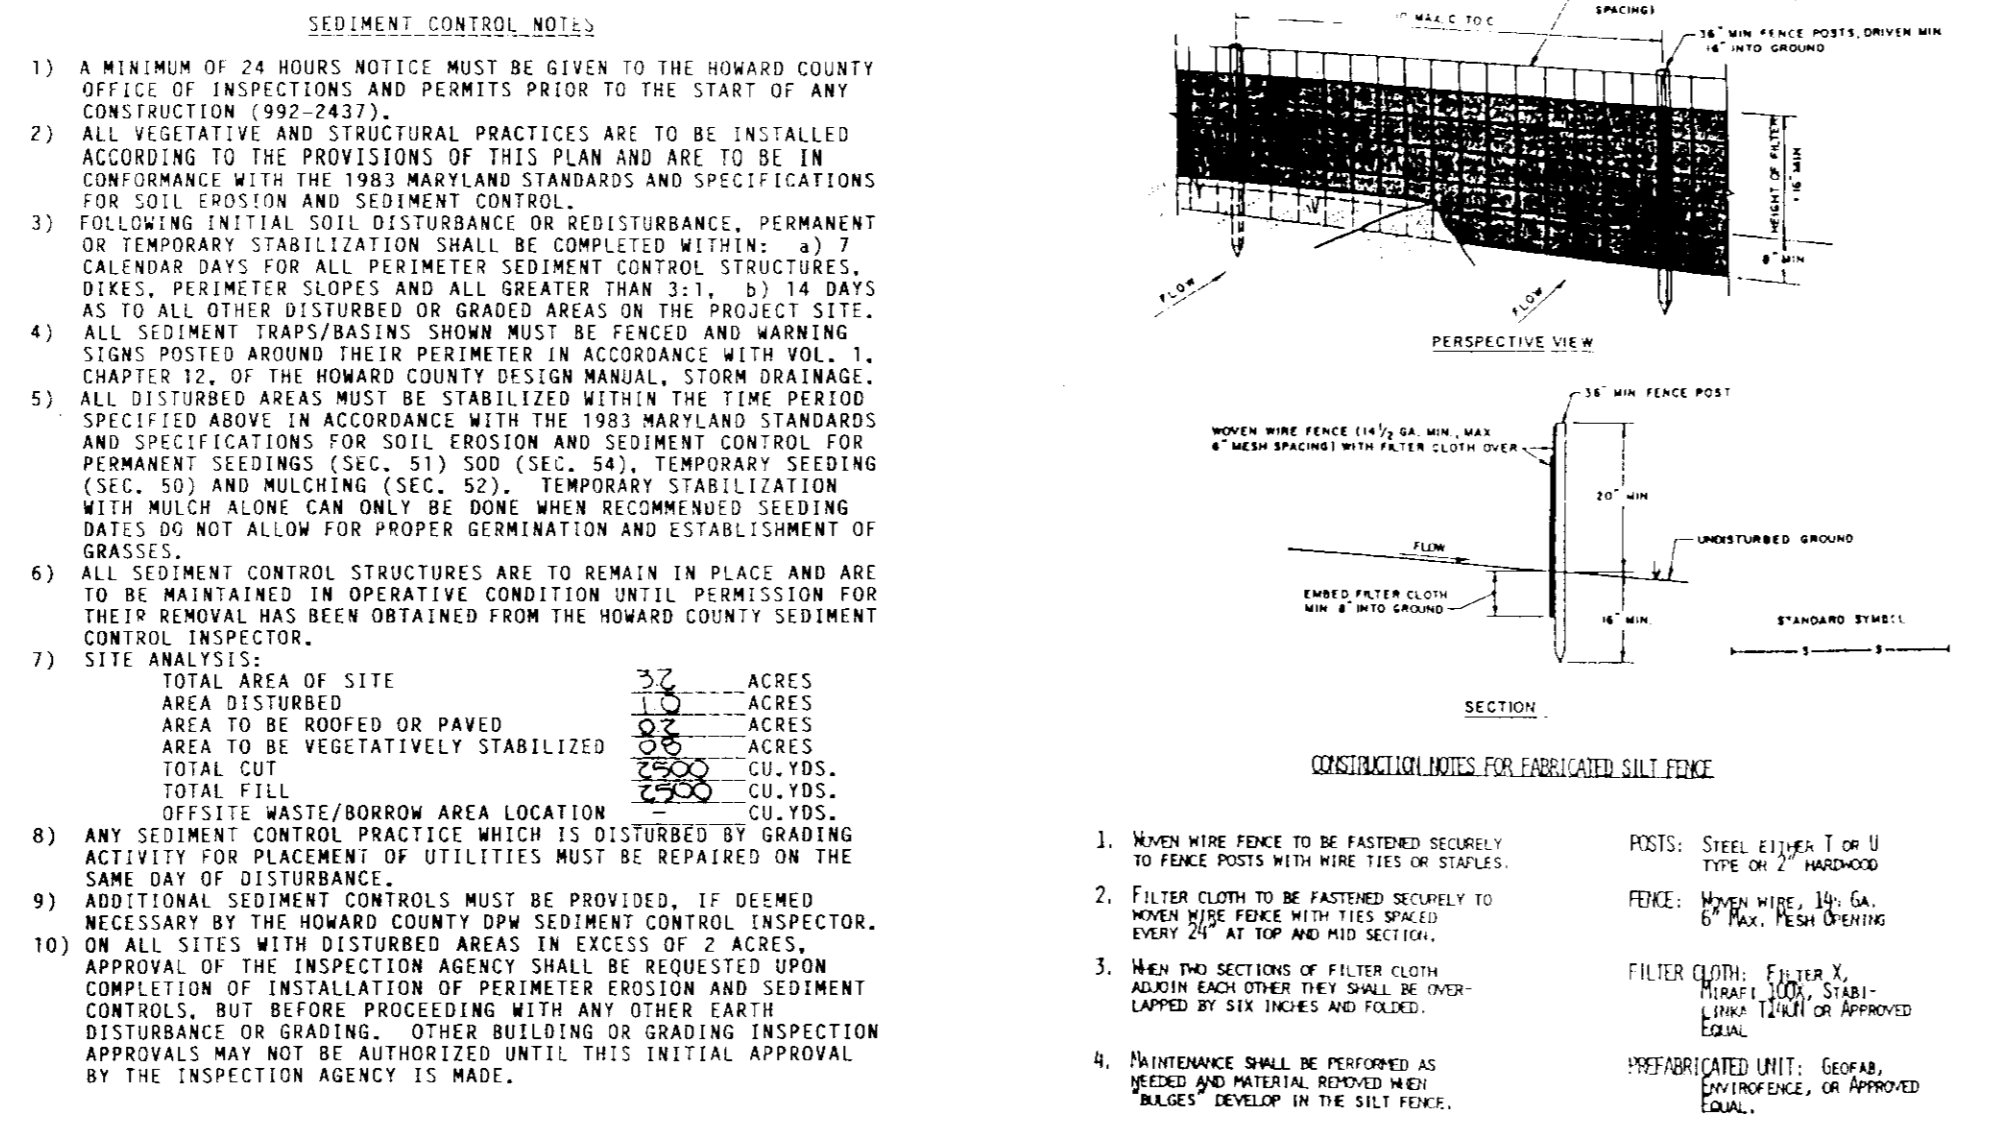 SEDIMENT CONTROL NOTES
1) A MINIMUM OF 24 HOURS NOTICE MUST BE GIVEN TO THE HOWARD COUNTY
OFFICE OF INSPECTIONS AND PERMITS PRIOR TO THE START OF ANY
CONSTRUCTION (992-2437).
2) ALL VEGETATIVE AND STRUCTURAL PRACTICES ARE TO BE INSTALLED
ACCORDING TO THE PROVISIONS OF THIS PLAN AND ARE TO BE IN
CONFORMANCE WITH THE 1983 MARYLAND STANDARDS AND SPECIFICATIONS
FOR SOIL EROSION AND SEDIMENT CONTROL.
3) FOLLOWING INITIAL SOIL DISTURBANCE OR REDISTURBANCE, PERMANENT
OR TEMPORARY STABILIZATION SHALL BE COMPLETED WITHIN: a) 7
CALENDAR DAYS FOR ALL PERIMETER SEDIMENT CONTROL STRUCTURES,
DIKES, PERIMETER SLOPES AND ALL GREATER THAN 3:1, b) 14 DAYS
AS TO ALL OTHER DISTURBED OR GRADED AREAS ON THE PROJECT SITE.
4) ALL SEDIMENT TRAPS/BASINS SHOWN MUST BE FENCED AND WARNING
SIGNS POSTED AROUND THEIR PERIMETER IN ACCORDANCE WITH VOL. 1,
CHAPTER 12, OF THE HOWARD COUNTY DESIGN MANUAL, STORM DRAINAGE.
5) ALL DISTURBED AREAS MUST BE STABILIZED WITHIN THE TIME PERIOD
SPECIFIED ABOVE IN ACCORDANCE WITH THE 1983 MARYLAND STANDARDS
AND SPECIFICATIONS FOR SOIL EROSION AND SEDIMENT CONTROL FOR
PERMANENT SEEDINGS (SEC. 51) SOD (SEC. 54), TEMPORARY SEEDING
(SEC. 50) AND MULCHING (SEC. 52). TEMPORARY STABILIZATION
WITH MULCH ALONE CAN ONLY BE DONE WHEN RECOMMENDED SEEDING
DATES DO NOT ALLOW FOR PROPER GERMINATION AND ESTABLISHMENT OF
GRASSES.
6) ALL SEDIMENT CONTROL STRUCTURES ARE TO REMAIN IN PLACE AND ARE
TO BE MAINTAINED IN OPERATIVE CONDITION UNTIL PERMISSION FOR
THEIR REMOVAL HAS BEEN OBTAINED FROM THE HOWARD COUNTY SEDIMENT
CONTROL INSPECTOR.
7) SITE ANALYSIS:
TOTAL AREA OF SITE 32 ACRES
AREA DISTURBED 10 ACRES
AREA TO BE ROOFED OR PAVED 02 ACRES
AREA TO BE VEGETATIVELY STABILIZED 08 ACRES
TOTAL CUT 2500 CU.YDS.
TOTAL FILL 2500 CU.YDS.
OFFSITE WASTE/BORROW AREA LOCATION - CU.YDS.
8) ANY SEDIMENT CONTROL PRACTICE WHICH IS DISTURBED BY GRADING
ACTIVITY FOR PLACEMENT OF UTILITIES MUST BE REPAIRED ON THE
SAME DAY OF DISTURBANCE.
9) ADDITIONAL SEDIMENT CONTROLS MUST BE PROVIDED, IF DEEMED
NECESSARY BY THE HOWARD COUNTY DPW SEDIMENT CONTROL INSPECTOR.
10) ON ALL SITES WITH DISTURBED AREAS IN EXCESS OF 2 ACRES,
APPROVAL OF THE INSPECTION AGENCY SHALL BE REQUESTED UPON
COMPLETION OF INSTALLATION OF PERIMETER EROSION AND SEDIMENT
CONTROLS, BUT BEFORE PROCEEDING WITH ANY OTHER EARTH
DISTURBANCE OR GRADING. OTHER BUILDING OR GRADING INSPECTION
APPROVALS MAY NOT BE AUTHORIZED UNTIL THIS INITIAL APPROVAL
BY THE INSPECTION AGENCY IS MADE.
SPACING)
MAX. C TO C
36" MIN FENCE POSTS, DRIVEN MIN
16" INTO GROUND
HEIGHT OF FILTER
16" MIN
8" MIN
FLOW
FLOW
PERSPECTIVE VIEW
36" MIN FENCE POST
WOVEN WIRE FENCE (14 1/2 GA. MIN., MAX
6" MESH SPACING) WITH FILTER CLOTH OVER
20" MIN
UNDISTURBED GROUND
FLOW
EMBED FILTER CLOTH
MIN 8" INTO GROUND
16" MIN.
STANDARD SYMBOL
S S
SECTION
CONSTRUCTION NOTES FOR FABRICATED SILT FENCE
1. WOVEN WIRE FENCE TO BE FASTENED SECURELY
TO FENCE POSTS WITH WIRE TIES OR STAPLES.
2. FILTER CLOTH TO BE FASTENED SECURELY TO
WOVEN WIRE FENCE WITH TIES SPACED
EVERY 24" AT TOP AND MID SECTION.
3. WHEN TWO SECTIONS OF FILTER CLOTH
ADJOIN EACH OTHER THEY SHALL BE OVER-
LAPPED BY SIX INCHES AND FOLDED.
4. MAINTENANCE SHALL BE PERFORMED AS
NEEDED AND MATERIAL REMOVED WHEN
"BULGES" DEVELOP IN THE SILT FENCE.
POSTS: STEEL EITHER T OR U
TYPE OR 2" HARDWOOD
FENCE: WOVEN WIRE, GA.
6" MAX. MESH OPENING
FILTER CLOTH: FILTER X,
MIRAFI 100X, STABI-
LINKA T140N OR APPROVED
EQUAL
PREFABRICATED UNIT: GEOFAB,
ENVIROFENCE, OR APPROVED
EQUAL.